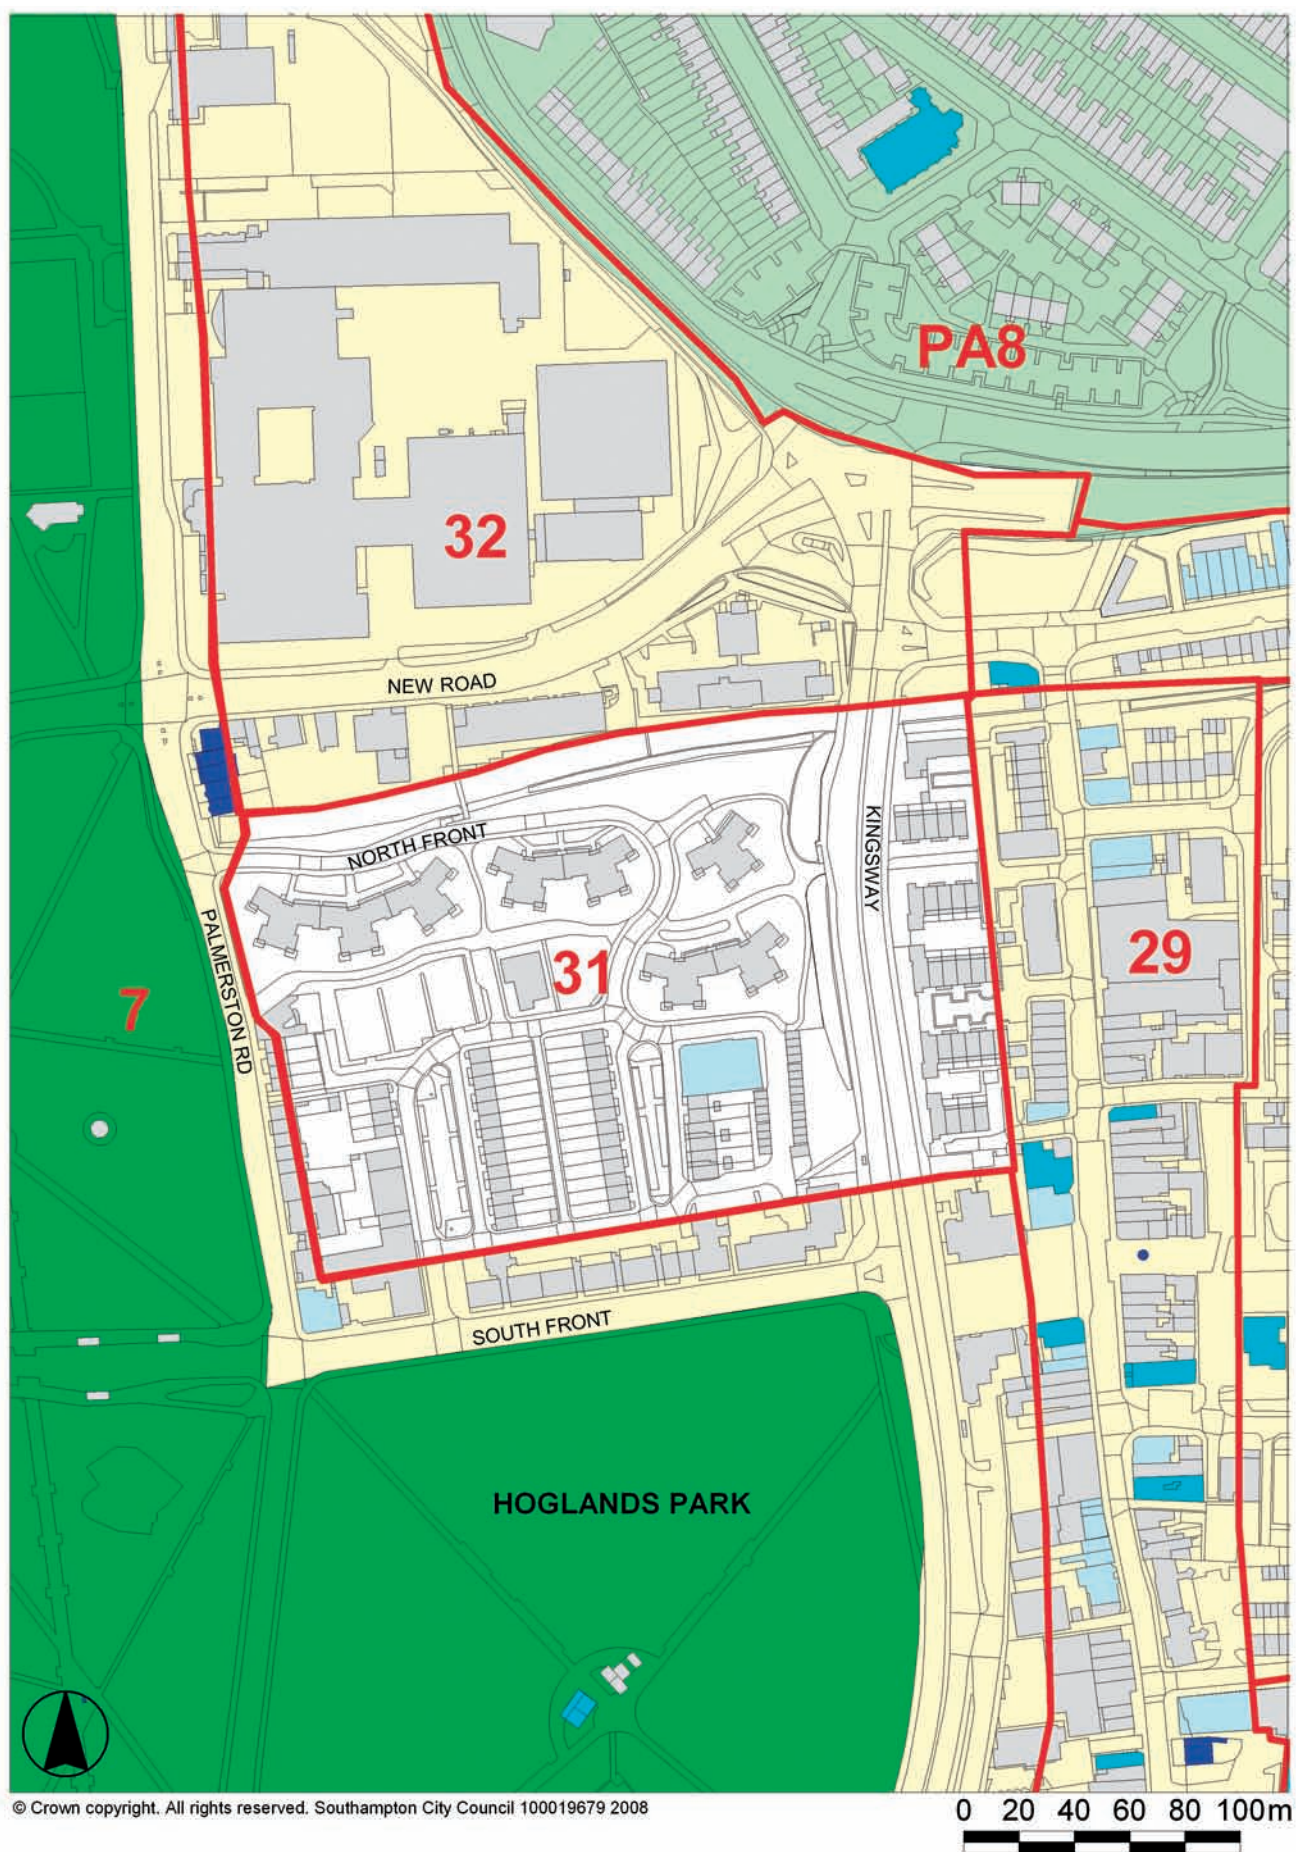 PA8
32
NEW ROAD
NORTH FRONT
KINGSWAY
PALMERSTON RD
31
29
7
SOUTH FRONT
HOGLANDS PARK
© Crown copyright. All rights reserved. Southampton City Council 100019679 2008
0 20 40 60 80 100m